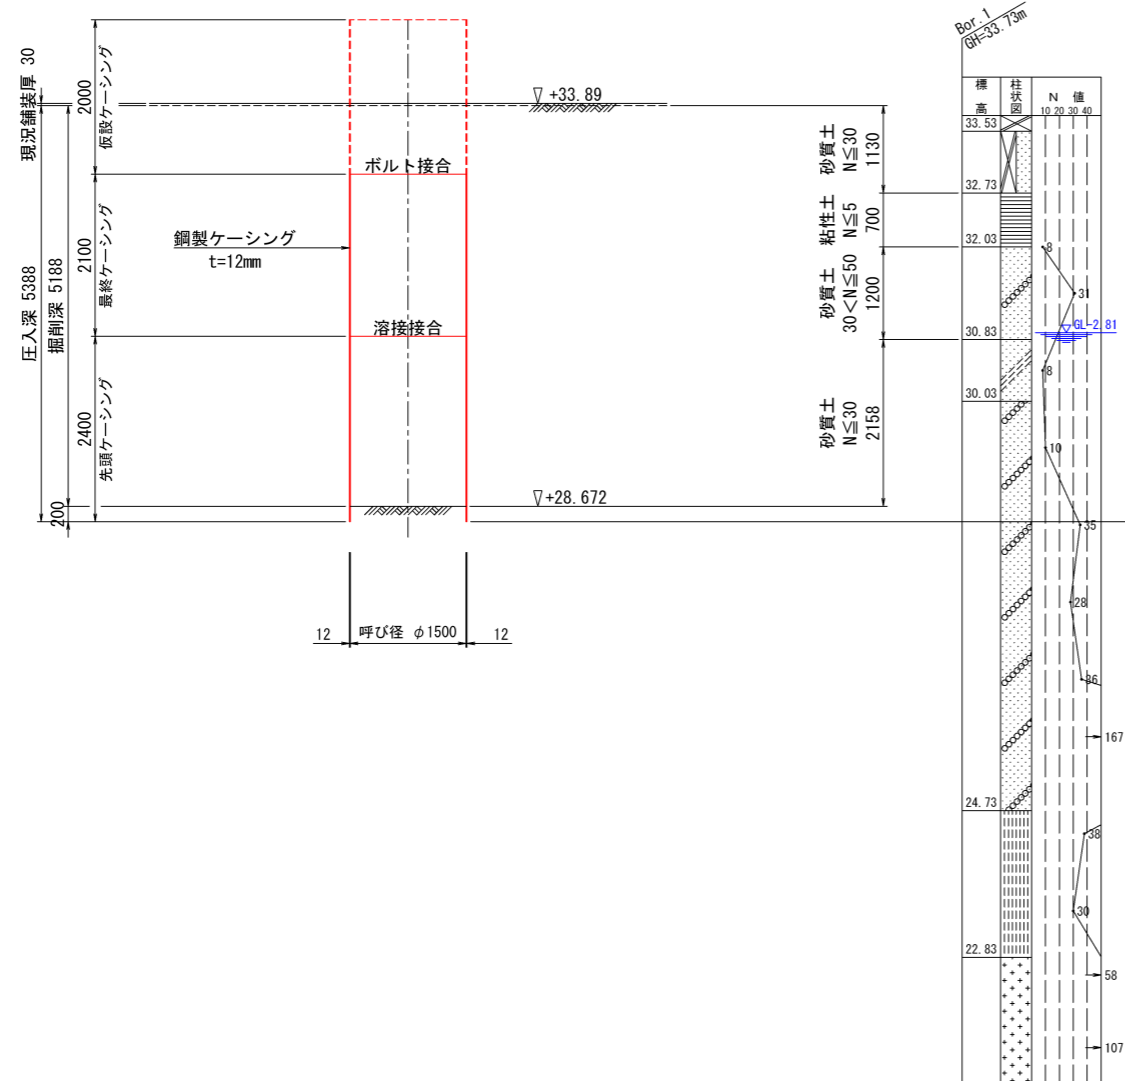 Bor.1
GH=33.73m
標高
柱状図
N 値
10 20 30 40
33.53
32.73
32.03
30.83
30.03
24.73
22.83
8
31
GL-2.81
8
10
35
28
36
167
38
30
58
107
現況舗装厚 30
圧入深 5388
掘削深 5188
200
2000
仮設ケーシング
2100
最終ケーシング
2400
先頭ケーシング
ボルト接合
鋼製ケーシング
t=12mm
溶接接合
▽ +33.89
▽+28.672
12
呼び径 φ1500
12
砂質土
N≦30
1130
粘性土
N≦5
700
砂質土
30<N≦50
1200
砂質土
N≦30
2158